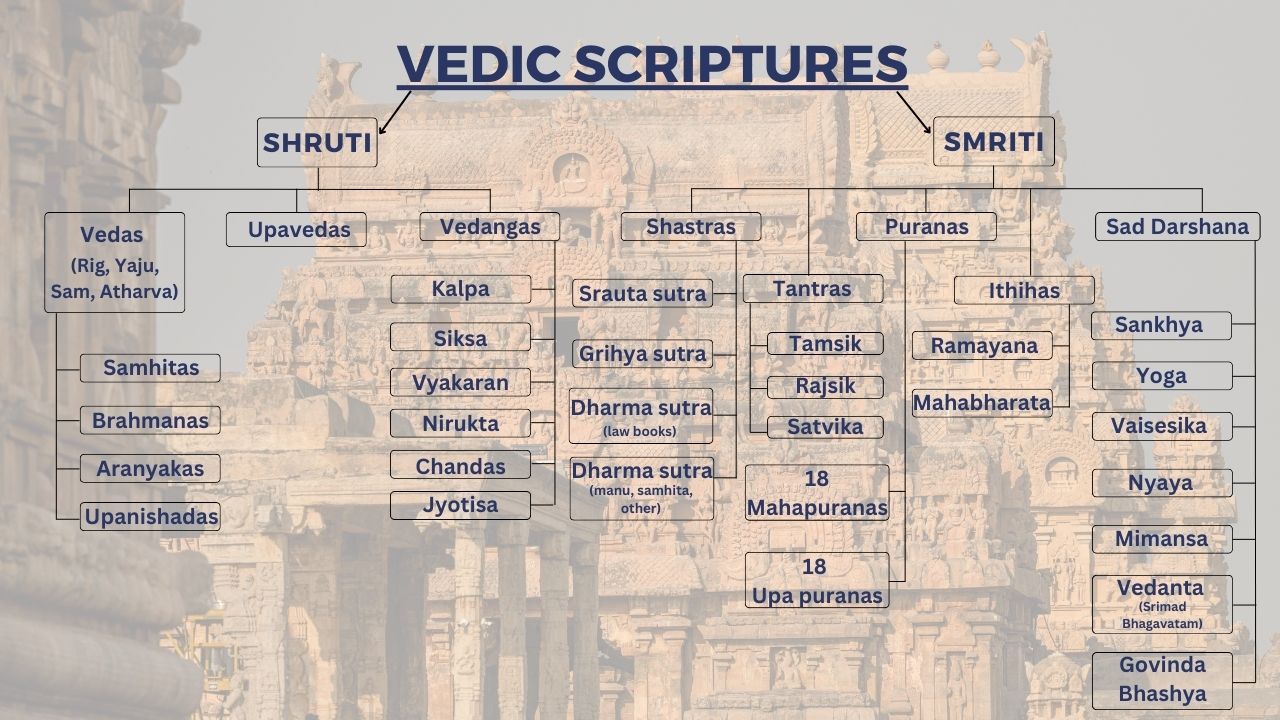 VEDIC SCRIPTURES
SHRUTI
SMRITI
Vedas
(Rig, Yaju,
Sam, Atharva)
Samhitas
Brahmanas
Aranyakas
Upanishadas
Upavedas
Vedangas
Kalpa
Siksa
Vyakaran
Nirukta
Chandas
Jyotisa
Shastras
Srauta sutra
Grihya sutra
Dharma sutra
(law books)
Dharma sutra
(manu, samhita,
other)
Tantras
Tamsik
Rajsik
Satvika
Puranas
18
Mahapuranas
18
Upa puranas
Ithihas
Ramayana
Mahabharata
Sad Darshana
Sankhya
Yoga
Vaisesika
Nyaya
Mimansa
Vedanta
(Srimad
Bhagavatam)
Govinda
Bhashya